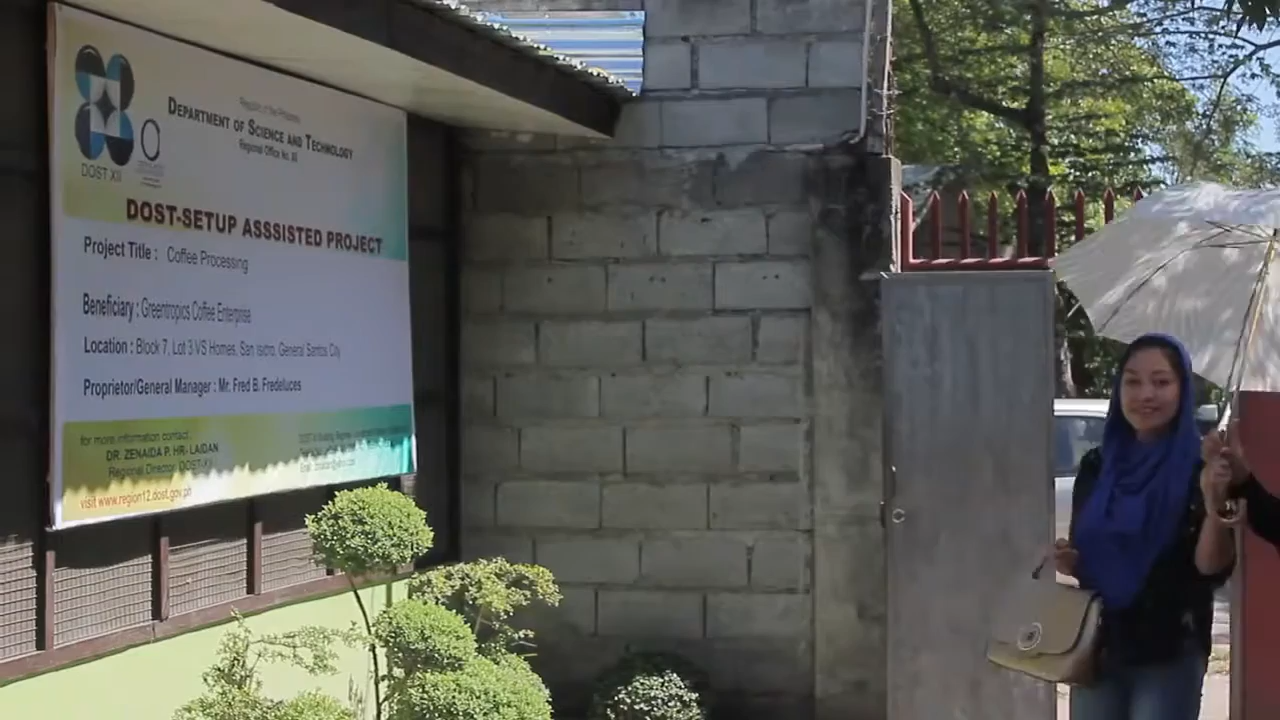 Republic of the Philippines
DEPARTMENT OF SCIENCE AND TECHNOLOGY
Regional Office No. XII
DOST XII
DOST-SETUP ASSSISTED PROJECT
Project Title : Coffee Processing
Beneficiary : Greentropics Coffee Enterprise
Location : Block 7, Lot 3 VS Homes, San Isidro, General Santos City
Proprietor/General Manager : Mr. Fred B. Fredeluces
for more information contact :
DR. ZENAIDA P. HR- LAIDAN
Regional Director, DOST-XII
visit www.region12.dost.gov.ph